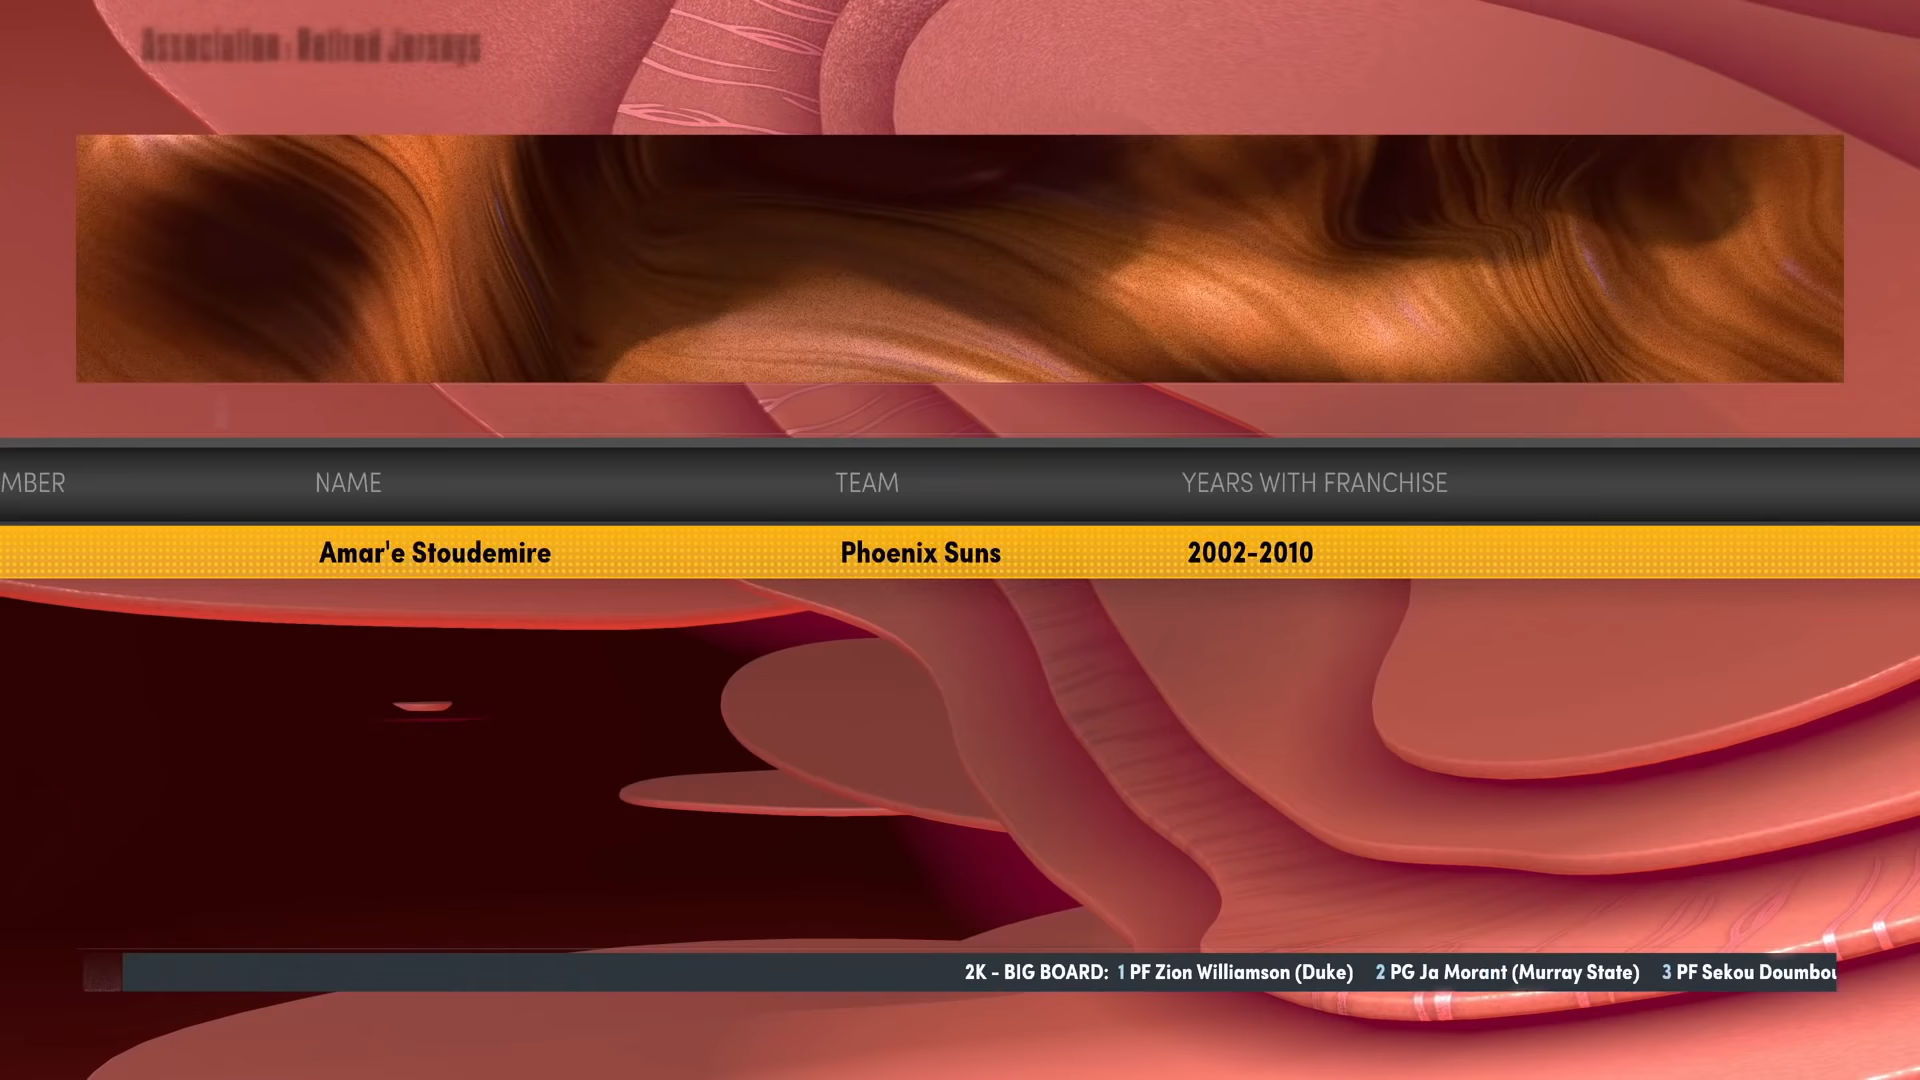 MBER NAME TEAM YEARS WITH FRANCHISE
Amar'e Stoudemire Phoenix Suns 2002-2010
2K - BIG BOARD: 1 PF Zion Williamson (Duke) 2 PG Ja Morant (Murray State) 3 PF Sekou Doumbou